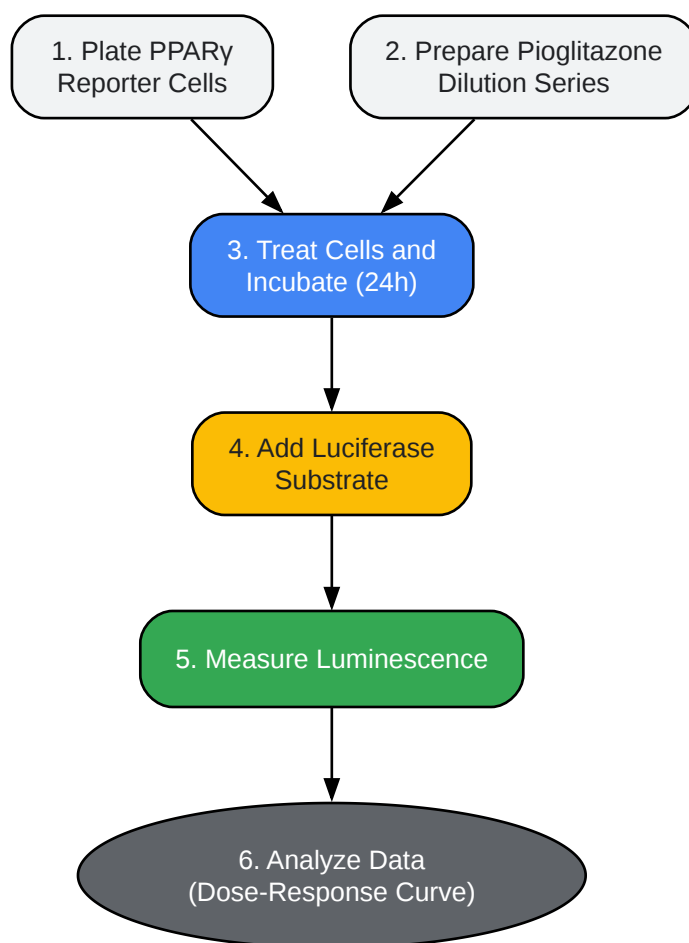 1. Plate PPARγ
Reporter Cells
2. Prepare Pioglitazone
Dilution Series
3. Treat Cells and
Incubate (24h)
4. Add Luciferase
Substrate
5. Measure Luminescence
6. Analyze Data
(Dose-Response Curve)